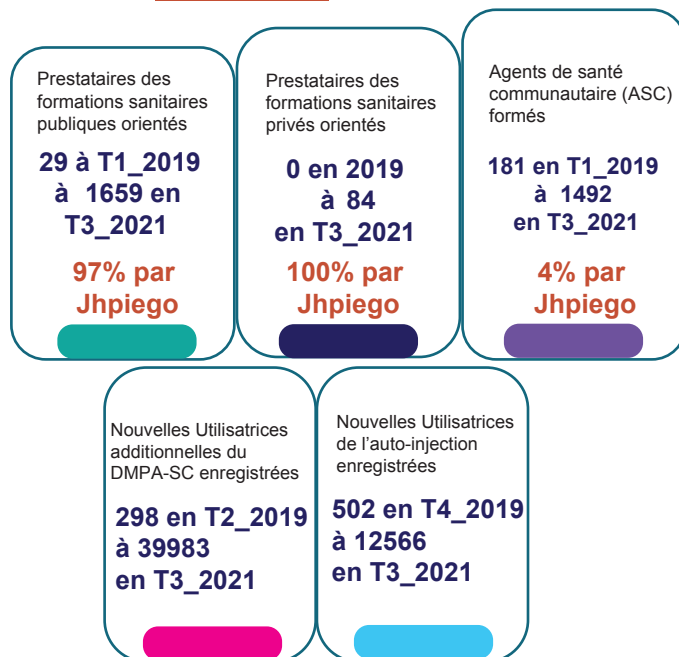 Prestataires des
formations sanitaires
publiques orientés
29 à T1_2019
à 1659 en
T3_2021
97% par
Jhpiego
Prestataires des
formations sanitaires
privés orientés
0 en 2019
à 84
en T3_2021
100% par
Jhpiego
Agents de santé
communautaire (ASC)
formés
181 en T1_2019
à 1492
en T3_2021
4% par
Jhpiego
Nouvelles Utilisatrices
additionnelles du
DMPA-SC enregistrées
298 en T2_2019
à 39983
en T3_2021
Nouvelles Utilisatrices
de l'auto-injection
enregistrées
502 en T4_2019
à 12566
en T3_2021